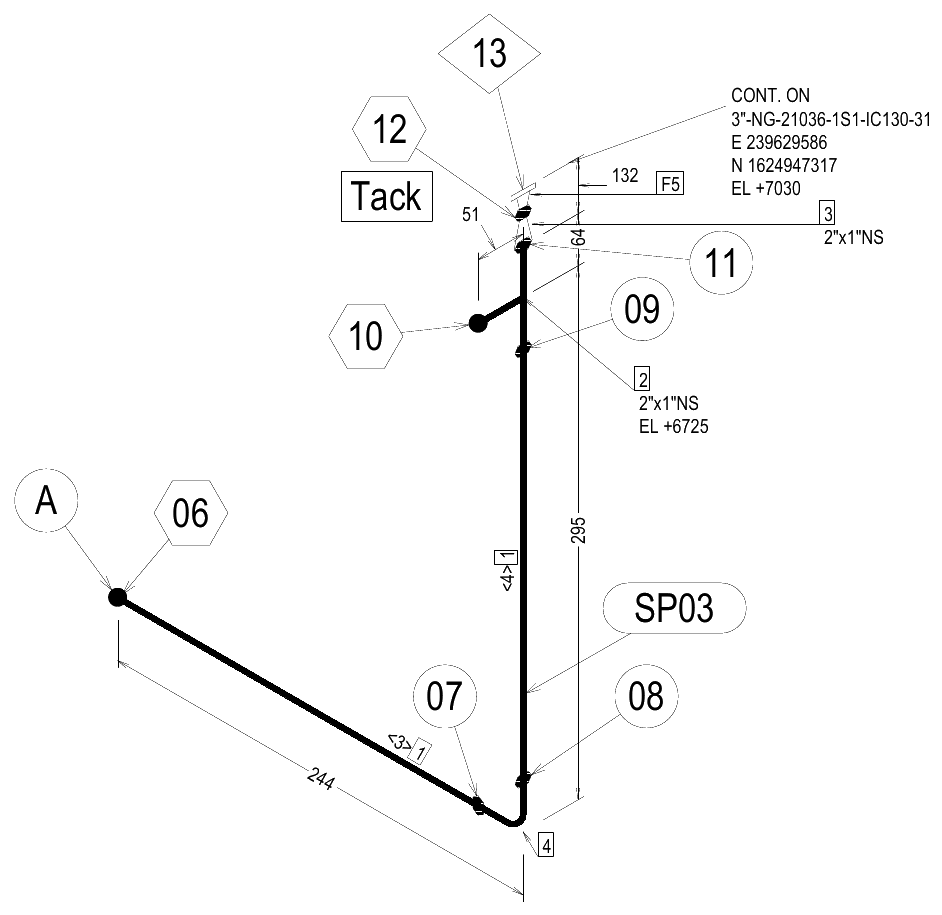 13
CONT. ON
3"-NG-21036-1S1-IC130-31
E 239629586
N 1624947317
EL +7030
12
132
F5
Tack
51
3
2"x1"NS
64
11
09
10
2
2"x1"NS
EL +6725
A
06
295
<4> 1
SP03
07
08
<3> 1
244
4